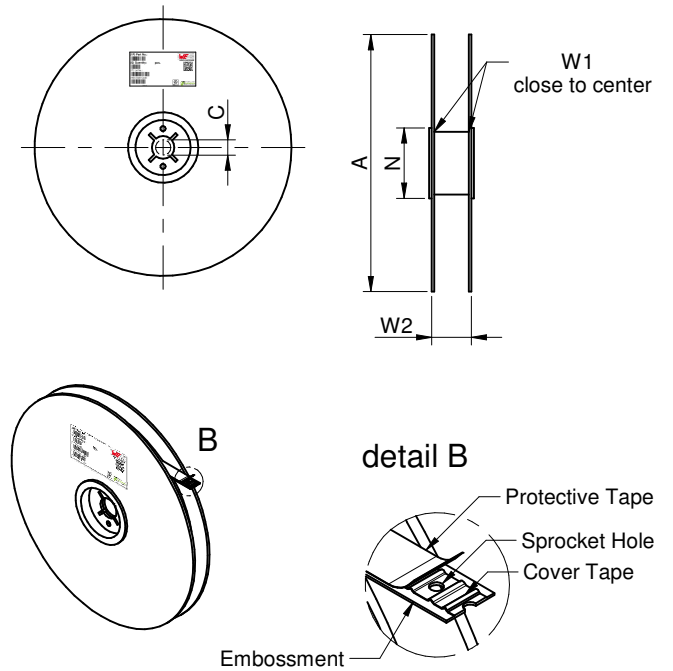 C
W1
close to center
A
N
W2
B
detail B
Protective Tape
Sprocket Hole
Cover Tape
Embossment